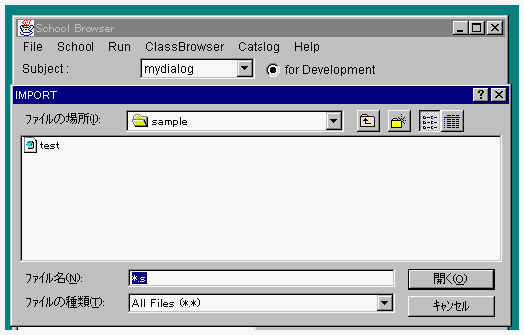 School Browser
File School Run ClassBrowser Catslog Help
Subject : mydialog for Development
IMPORT
ファイルの場所(I): sample
test
ファイル名(N): *.s 開く(O)
ファイルの種類(T): All Files (*.*) キャンセル